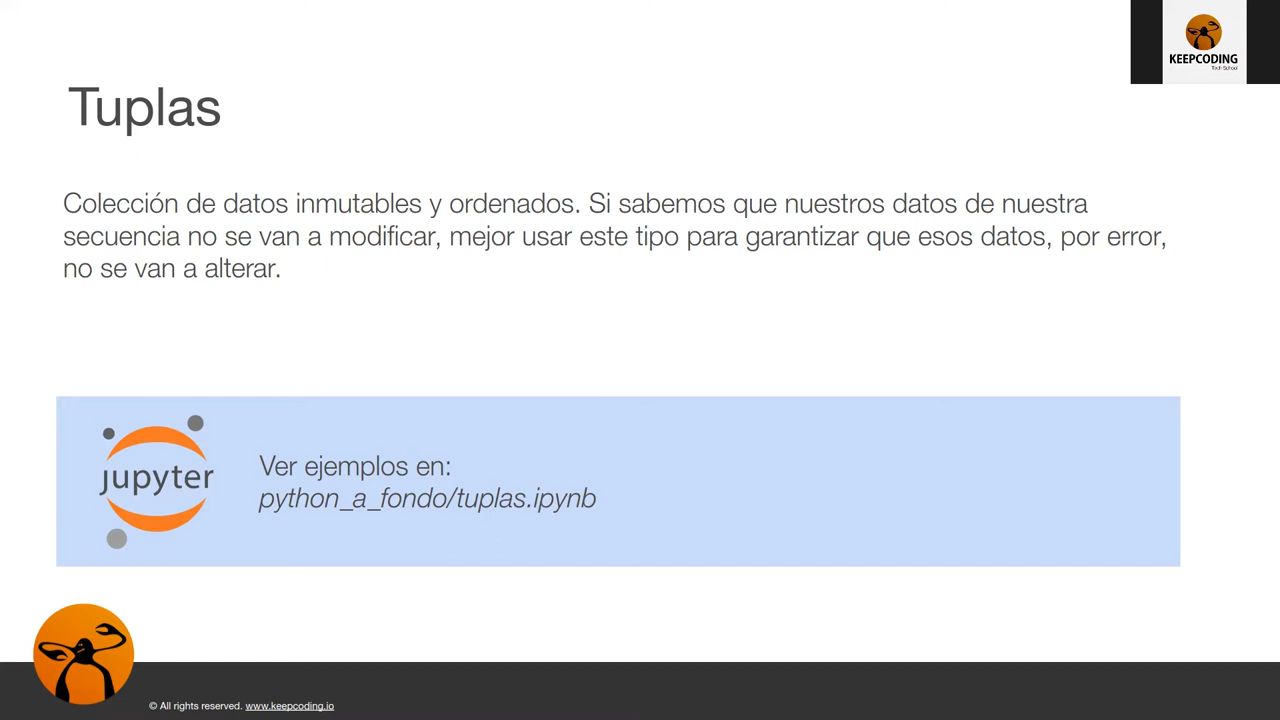 KEEPCODING
Tech School
Tuplas
Colección de datos inmutables y ordenados. Si sabemos que nuestros datos de nuestra
secuencia no se van a modificar, mejor usar este tipo para garantizar que esos datos, por error,
no se van a alterar.
jupyter
Ver ejemplos en:
python_a_fondo/tuplas.ipynb
© All rights reserved. www.keepcoding.io